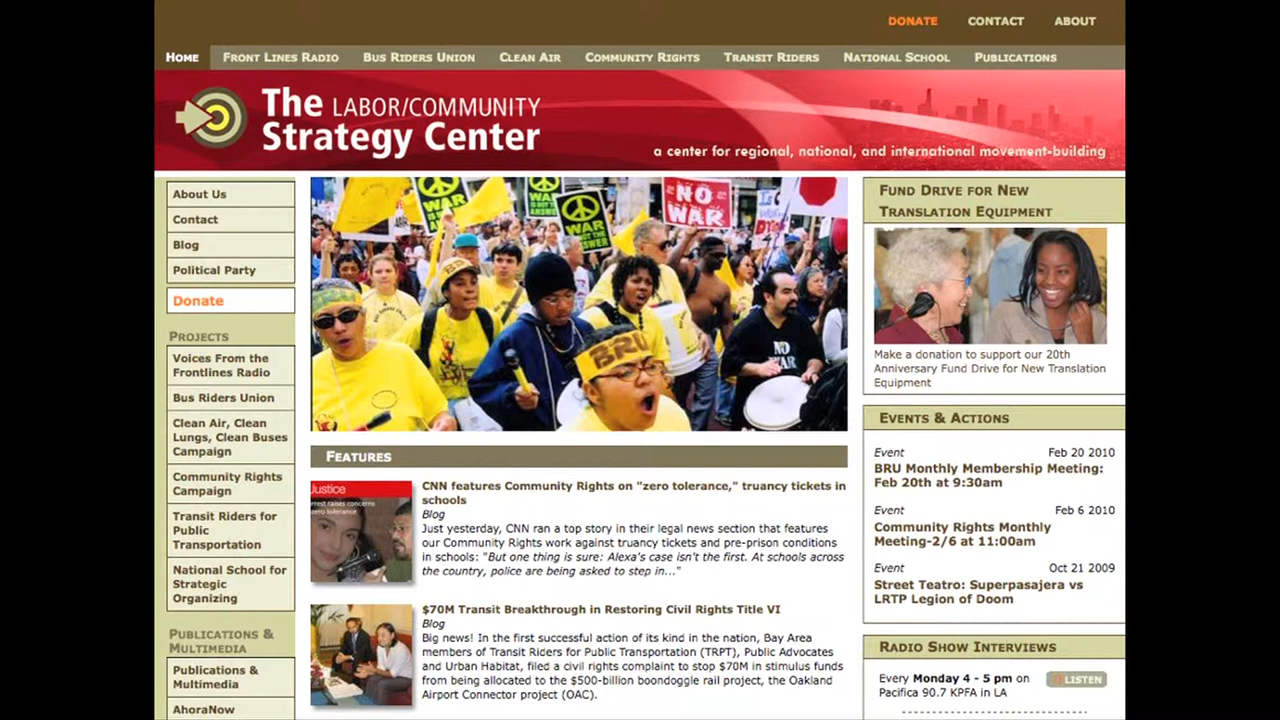 DONATE CONTACT ABOUT
HOME FRONT LINES RADIO BUS RIDERS UNION CLEAN AIR COMMUNITY RIGHTS TRANSIT RIDERS NATIONAL SCHOOL PUBLICATIONS
The LABOR/COMMUNITY
Strategy Center
a center for regional, national, and international movement-building
About Us
Contact
Blog
Political Party
Donate
PROJECTS
Voices From the
Frontlines Radio
Bus Riders Union
Clean Air, Clean
Lungs, Clean Buses
Campaign
Community Rights
Campaign
Transit Riders for
Public
Transportation
National School for
Strategic
Organizing
PUBLICATIONS &
MULTIMEDIA
Publications &
Multimedia
AhoraNow
WAR
WAR
WAR
NO
WAR
BRU
NO
WAR
FEATURES
Justice
arrest raises concerns
zero tolerance
CNN features Community Rights on "zero tolerance," truancy tickets in
schools
Blog
Just yesterday, CNN ran a top story in their legal news section that features
our Community Rights work against truancy tickets and pre-prison conditions
in schools: "But one thing is sure: Alexa's case isn't the first. At schools across
the country, police are being asked to step in..."
$70M Transit Breakthrough in Restoring Civil Rights Title VI
Blog
Big news! In the first successful action of its kind in the nation, Bay Area
members of Transit Riders for Public Transportation (TRPT), Public Advocates
and Urban Habitat, filed a civil rights complaint to stop $70M in stimulus funds
from being allocated to the $500-billion boondoggle rail project, the Oakland
Airport Connector project (OAC).
FUND DRIVE FOR NEW
TRANSLATION EQUIPMENT
Make a donation to support our 20th
Anniversary Fund Drive for New Translation
Equipment
EVENTS & ACTIONS
Event Feb 20 2010
BRU Monthly Membership Meeting:
Feb 20th at 9:30am
Event Feb 6 2010
Community Rights Monthly
Meeting-2/6 at 11:00am
Event Oct 21 2009
Street Teatro: Superpasajera vs
LRTP Legion of Doom
RADIO SHOW INTERVIEWS
Every Monday 4 - 5 pm on
Pacifica 90.7 KPFA in LA
LISTEN